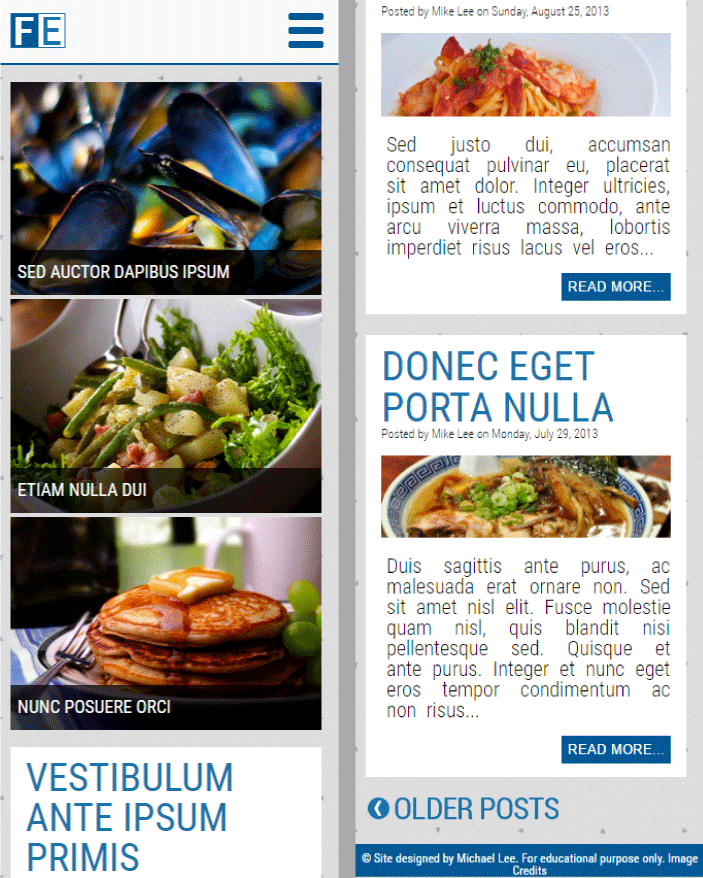 FE
SED AUCTOR DAPIBUS IPSUM
ETIAM NULLA DUI
NUNC POSUERE ORCI
VESTIBULUM
ANTE IPSUM
PRIMIS
Posted by Mike Lee on Sunday, August 25, 2013
Sed justo dui, accumsan
consequat pulvinar eu, placerat
sit amet dolor. Integer ultricies,
ipsum et luctus commodo, ante
arcu viverra massa, lobortis
imperdiet risus lacus vel eros...
READ MORE...
DONEC EGET
PORTA NULLA
Posted by Mike Lee on Monday, July 29, 2013
Duis sagittis ante purus, ac
malesuada erat ornare non. Sed
sit amet nisl elit. Fusce molestie
quam nisl, quis blandit nisi
pellentesque sed. Quisque et
ante purus. Integer et nunc eget
eros tempor condimentum ac
non risus...
READ MORE...
OLDER POSTS
© Site designed by Michael Lee. For educational purpose only. Image
Credits